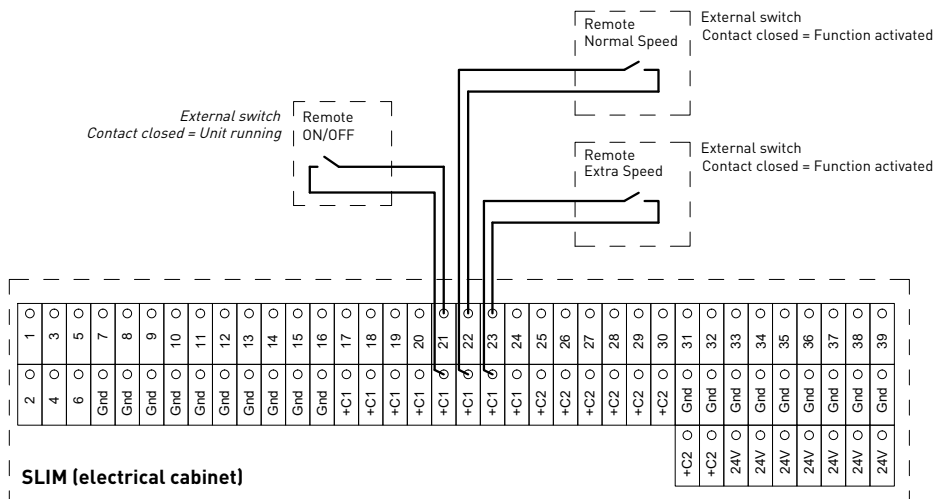 Remote
Normal Speed
External switch
Contact closed = Function activated
External switch
Contact closed = Unit running
Remote
ON/OFF
Remote
Extra Speed
External switch
Contact closed = Function activated
1 3 5 7 8 9 10 11 12 13 14 15 16 17 18 19 20 21 22 23 24 25 26 27 28 29 30 31 32 33 34 35 36 37 38 39
2 4 6 Gnd Gnd Gnd Gnd Gnd Gnd Gnd Gnd Gnd Gnd +C1 +C1 +C1 +C1 +C1 +C1 +C1 +C1 +C2 +C2 +C2 +C2 +C2 +C2 Gnd Gnd Gnd Gnd Gnd Gnd Gnd Gnd Gnd
+C2 +C2 24V 24V 24V 24V 24V 24V 24V
SLIM (electrical cabinet)